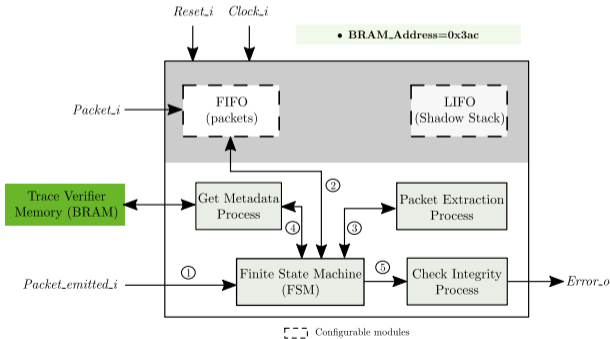 Reset_i Clock_i
• BRAM_Address=0x3ac
Packet_i
FIFO
(packets)
LIFO
(Shadow Stack)
②
Trace Verifier
Memory (BRAM)
Get Metadata
Process
Packet Extraction
Process
④
③
Packet_emitted_i
①
Finite State Machine
(FSM)
⑤
Check Integrity
Process
Error_o
Configurable modules